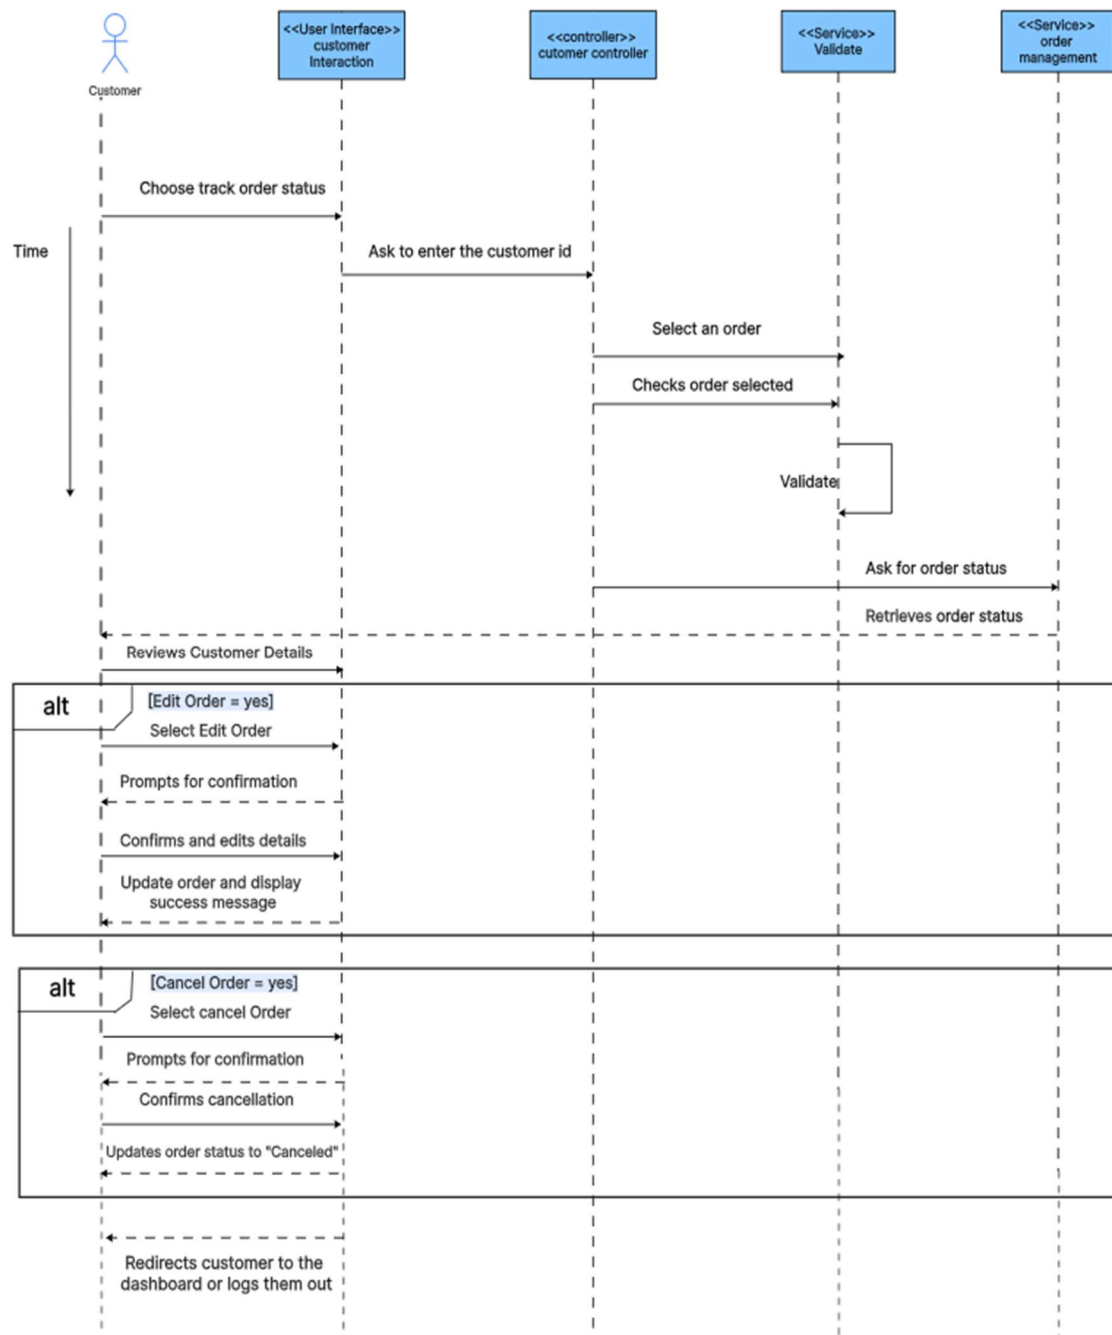 Customer
<<User Interface>>
customer
Interaction
<<controller>>
cutomer controller
<<Service>>
Validate
<<Service>>
order
management
Choose track order status
Time
Ask to enter the customer id
Select an order
Checks order selected
Validate
Ask for order status
Retrieves order status
Reviews Customer Details
alt
[Edit Order = yes]
Select Edit Order
Prompts for confirmation
Confirms and edits details
Update order and display
success message
alt
[Cancel Order = yes]
Select cancel Order
Prompts for confirmation
Confirms cancellation
Updates order status to "Canceled"
Redirects customer to the
dashboard or logs them out